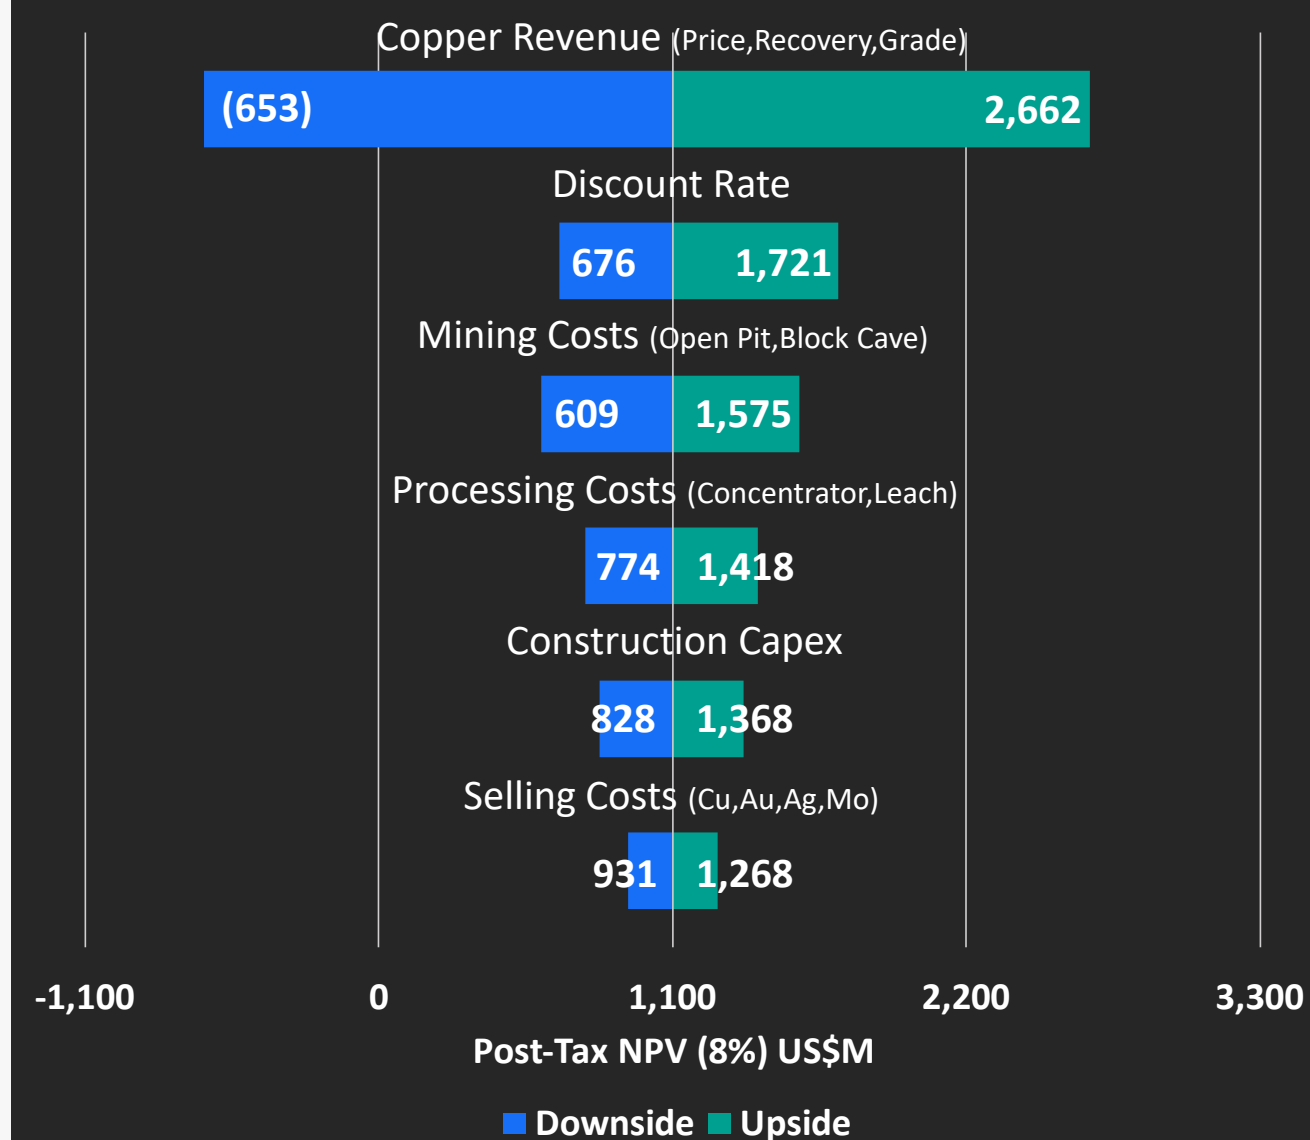 Copper Revenue (Price,Recovery,Grade)
(653) 2,662
Discount Rate
676 1,721
Mining Costs (Open Pit,Block Cave)
609 1,575
Processing Costs (Concentrator,Leach)
774 1,418
Construction Capex
828 1,368
Selling Costs (Cu,Au,Ag,Mo)
931 1,268
-1,100 0 1,100 2,200 3,300
Post-Tax NPV (8%) US$M
Downside Upside